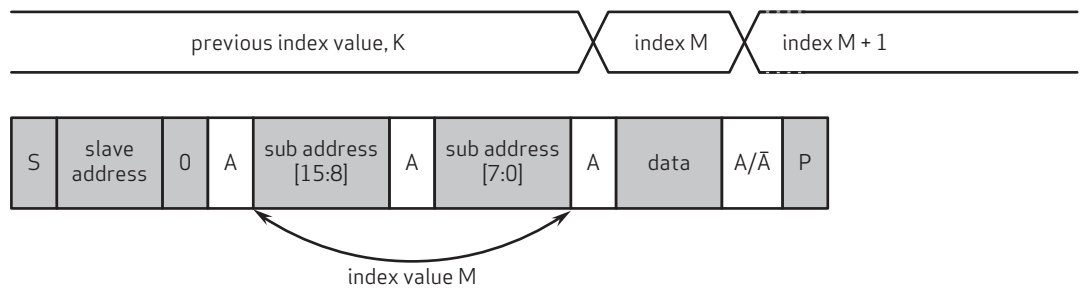 previous index value, K
index M
index M + 1
S
slave
address
0
A
sub address
[15:8]
A
sub address
[7:0]
A
data
A/Ā
P
index value M